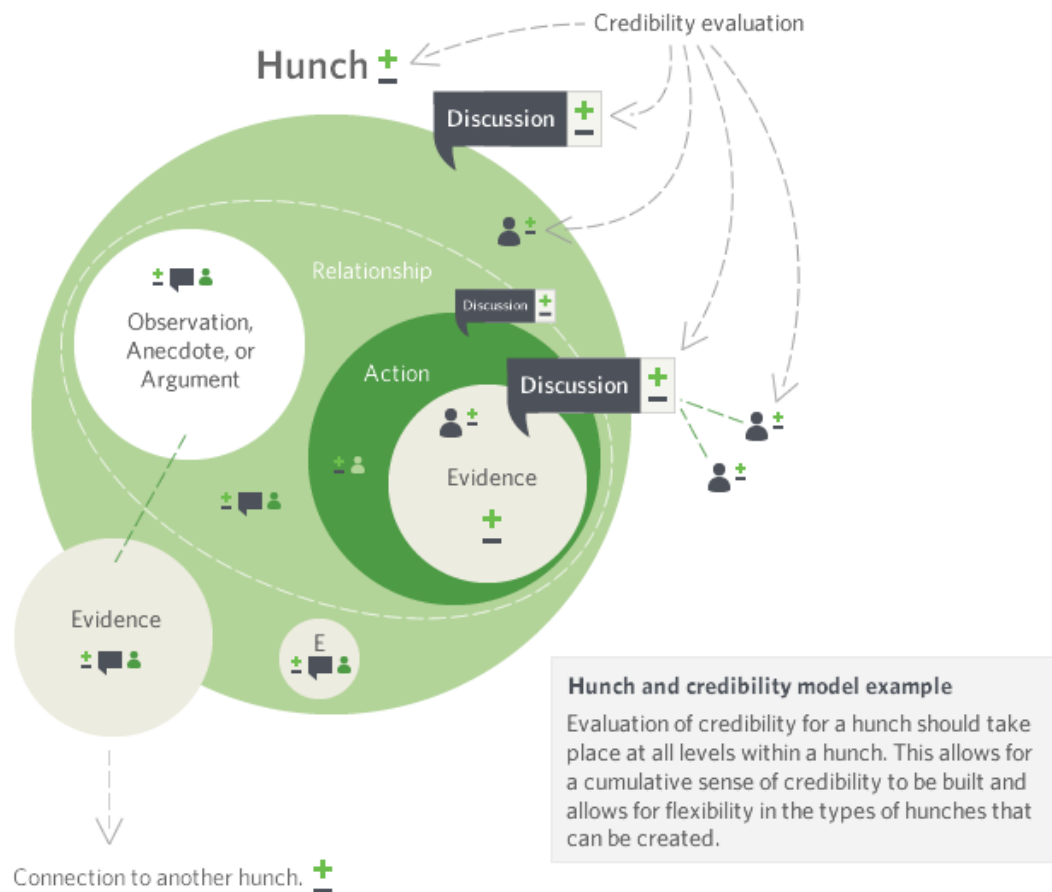 Credibility evaluation
Hunch
Discussion
Relationship
Discussion
Observation,
Anecdote, or
Argument
Action
Discussion
Evidence
Evidence
E
Hunch and credibility model example
Evaluation of credibility for a hunch should take
place at all levels within a hunch. This allows for
a cumulative sense of credibility to be built and
allows for flexibility in the types of hunches that
can be created.
Connection to another hunch.